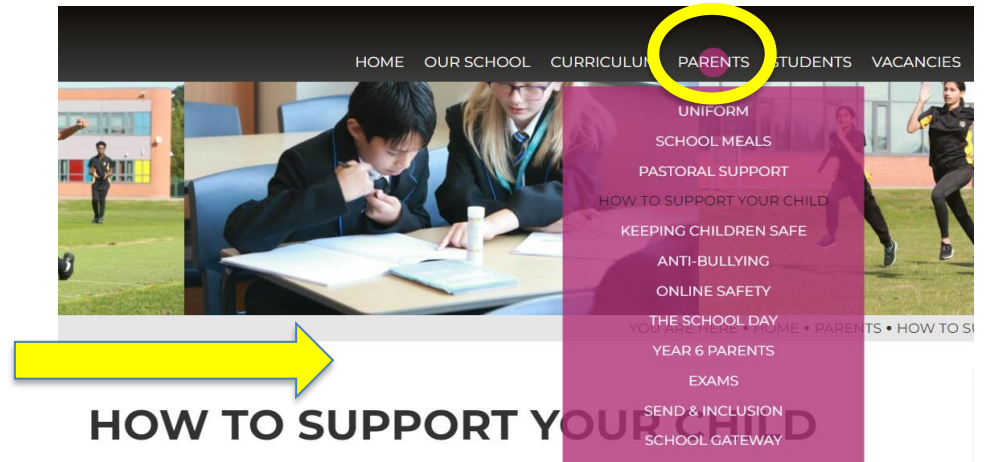 HOME OUR SCHOOL CURRICULUM PARENTS STUDENTS VACANCIES
UNIFORM
SCHOOL MEALS
PASTORAL SUPPORT
HOW TO SUPPORT YOUR CHILD
KEEPING CHILDREN SAFE
ANTI-BULLYING
ONLINE SAFETY
THE SCHOOL DAY
YOU ARE HERE • HOME • PARENTS • HOW TO SU
YEAR 6 PARENTS
EXAMS
SEND & INCLUSION
HOW TO SUPPORT YOUR CHILD
SCHOOL GATEWAY